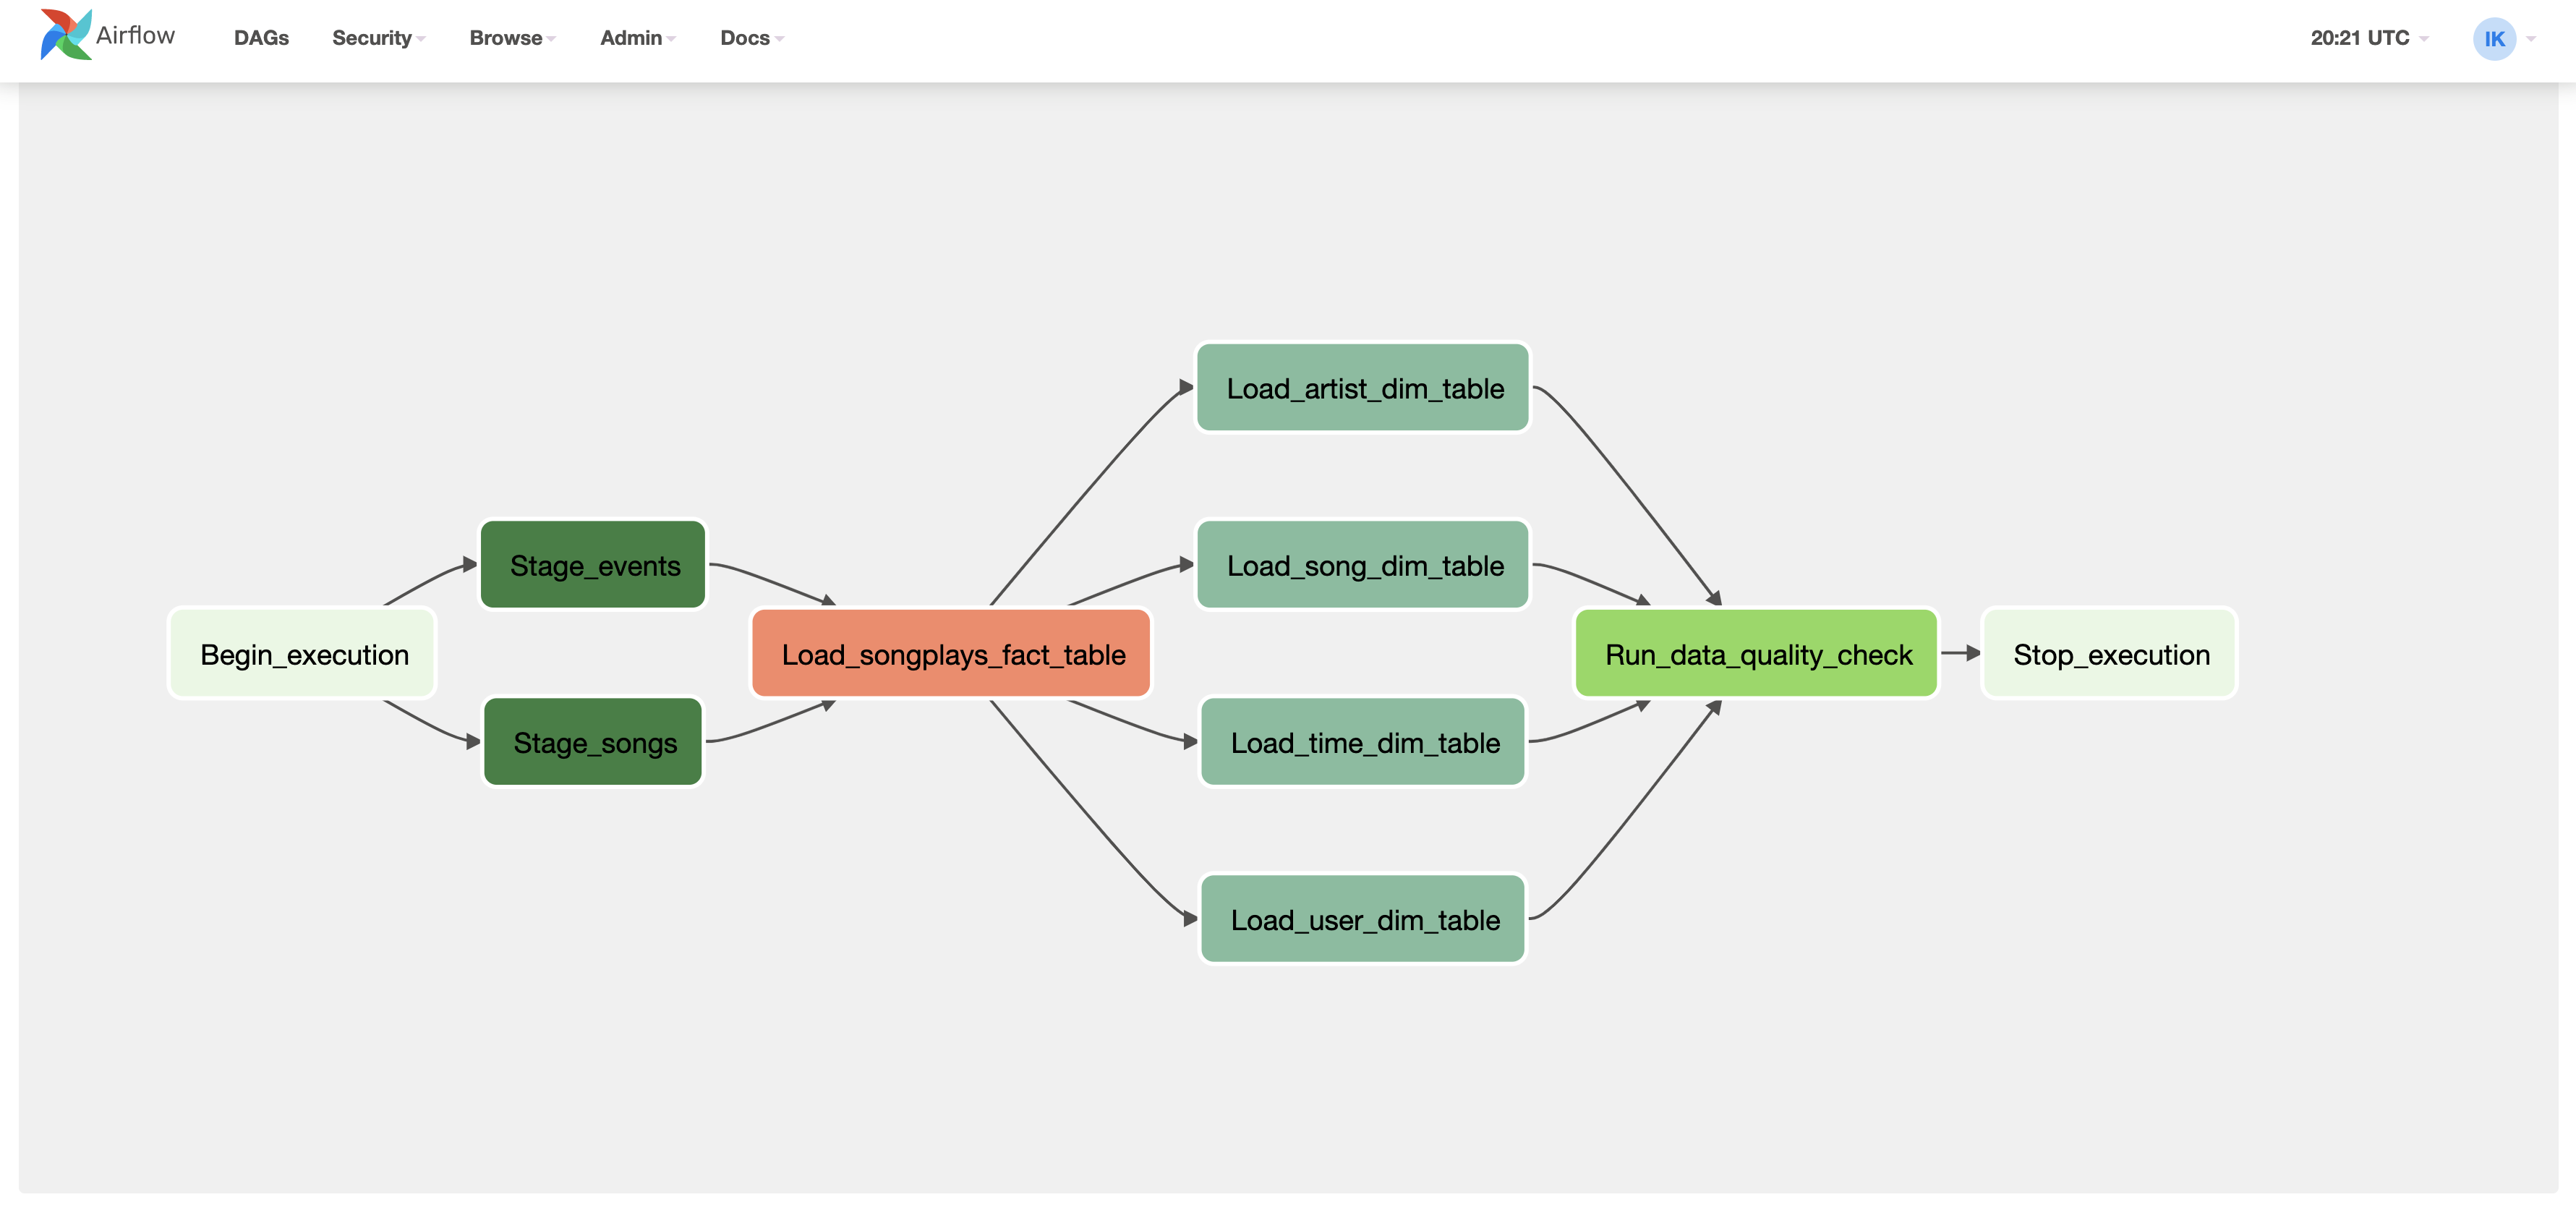 Airflow DAGs Security Browse Admin Docs 20:21 UTC IK
Load_artist_dim_table
Stage_events
Load_song_dim_table
Begin_execution
Load_songplays_fact_table
Run_data_quality_check
Stop_execution
Stage_songs
Load_time_dim_table
Load_user_dim_table